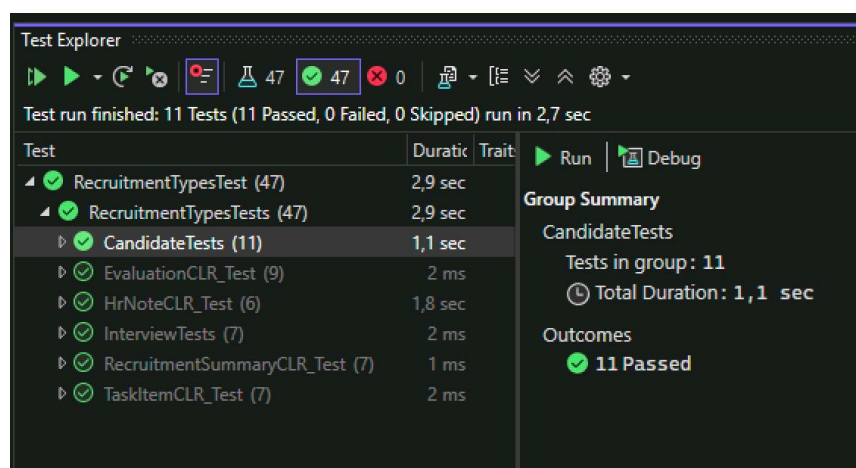 Test Explorer
47 47 0
Test run finished: 11 Tests (11 Passed, 0 Failed, 0 Skipped) run in 2,7 sec
Test Duratic Trait
RecruitmentTypesTest (47) 2,9 sec
RecruitmentTypesTests (47) 2,9 sec
CandidateTests (11) 1,1 sec
EvaluationCLR_Test (9) 2 ms
HrNoteCLR_Test (6) 1,8 sec
InterviewTests (7) 2 ms
RecruitmentSummaryCLR_Test (7) 1 ms
TaskItemCLR_Test (7) 2 ms
Run Debug
Group Summary
CandidateTests
Tests in group: 11
Total Duration: 1,1 sec
Outcomes
11 Passed